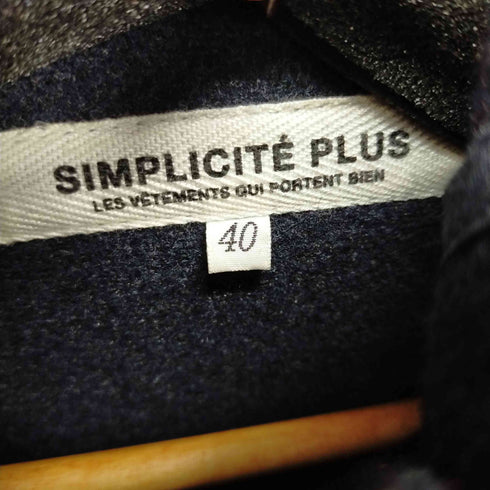 SIMPLICITÉ PLUS
LES VÊTEMENTS QUI PORTENT BIEN
40